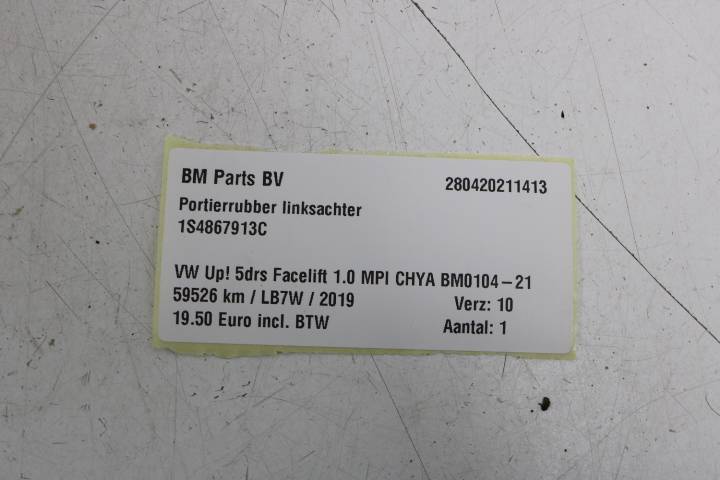 BM Parts BV 280420211413
Portierrubber linksachter
1S4867913C
VW Up! 5drs Facelift 1.0 MPI CHYA BM0104-21
59526 km / LB7W / 2019 Verz: 10
19.50 Euro incl. BTW Aantal: 1